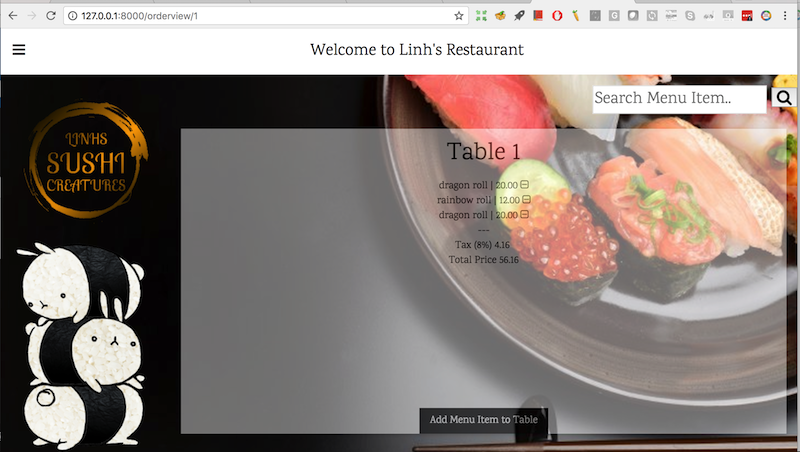 127.0.0.1:8000/orderview/1
Welcome to Linh's Restaurant
Search Menu Item..
LINHS
SUSHI
CREATURES
Table 1
dragon roll | 20.00
rainbow roll | 12.00
dragon roll | 20.00
---
Tax (8%) 4.16
Total Price 56.16
Add Menu Item to Table